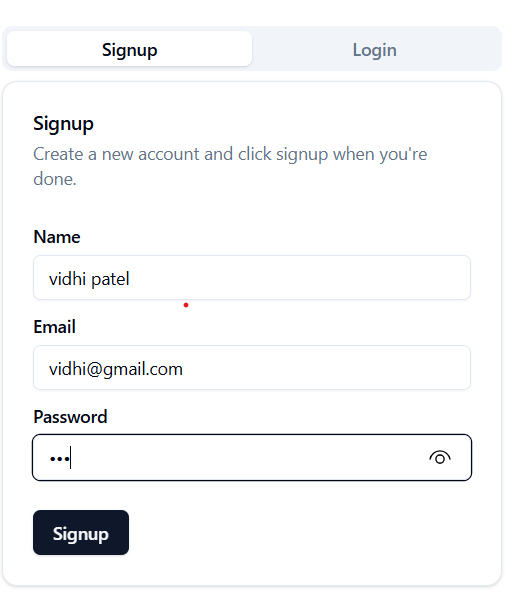 Signup
Login
Signup
Create a new account and click signup when you're
done.
Name
vidhi patel
Email
vidhi@gmail.com
Password
•••
Signup